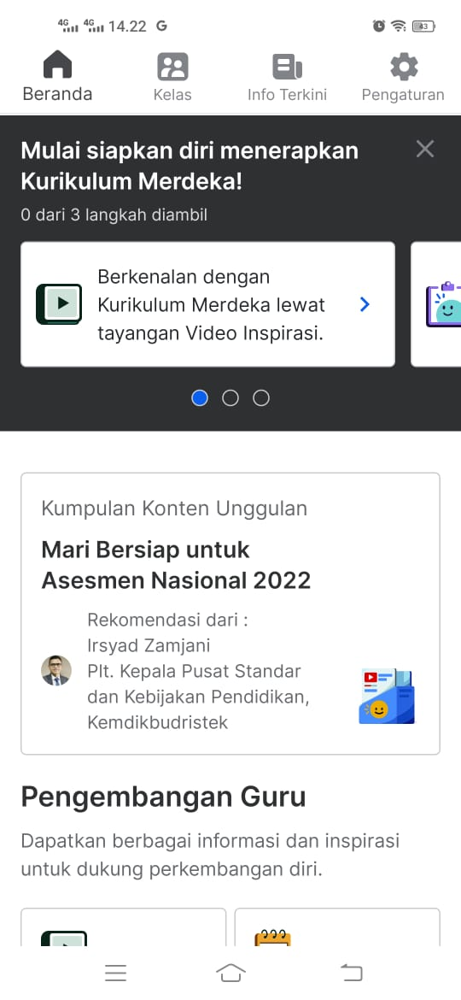 4G 4G 14.22 G 43
Beranda Kelas Info Terkini Pengaturan
Mulai siapkan diri menerapkan
Kurikulum Merdeka!
0 dari 3 langkah diambil
Berkenalan dengan
Kurikulum Merdeka lewat
tayangan Video Inspirasi.
Kumpulan Konten Unggulan
Mari Bersiap untuk
Asesmen Nasional 2022
Rekomendasi dari :
Irsyad Zamjani
Plt. Kepala Pusat Standar
dan Kebijakan Pendidikan,
Kemdikbudristek
Pengembangan Guru
Dapatkan berbagai informasi dan inspirasi
untuk dukung perkembangan diri.